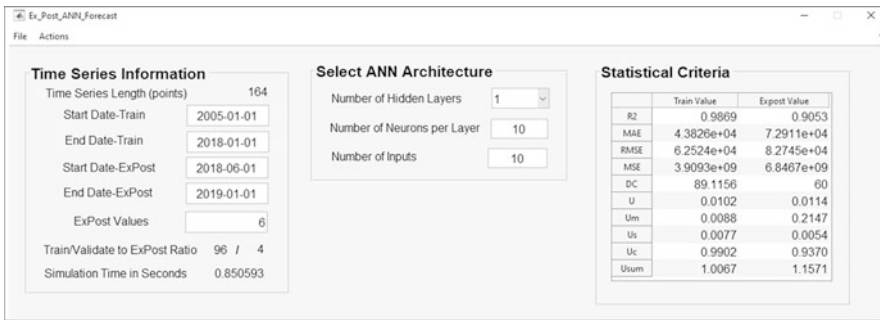 Ex_Post_ANN_Forecast
File Actions
Time Series Information
Time Series Length (points) 164
Start Date-Train 2005-01-01
End Date-Train 2018-01-01
Start Date-ExPost 2018-06-01
End Date-ExPost 2019-01-01
ExPost Values 6
Train/Validate to ExPost Ratio 96 / 4
Simulation Time in Seconds 0.850593
Select ANN Architecture
Number of Hidden Layers 1
Number of Neurons per Layer 10
Number of Inputs 10
Statistical Criteria
Train Value Expost Value
R2 0.9869 0.9053
MAE 4.3826e+04 7.2911e+04
RMSE 6.2524e+04 8.2745e+04
MSE 3.9093e+09 6.8467e+09
DC 89.1156 60
U 0.0102 0.0114
Um 0.0088 0.2147
Us 0.0077 0.0054
Uc 0.9902 0.9370
Usum 1.0067 1.1571